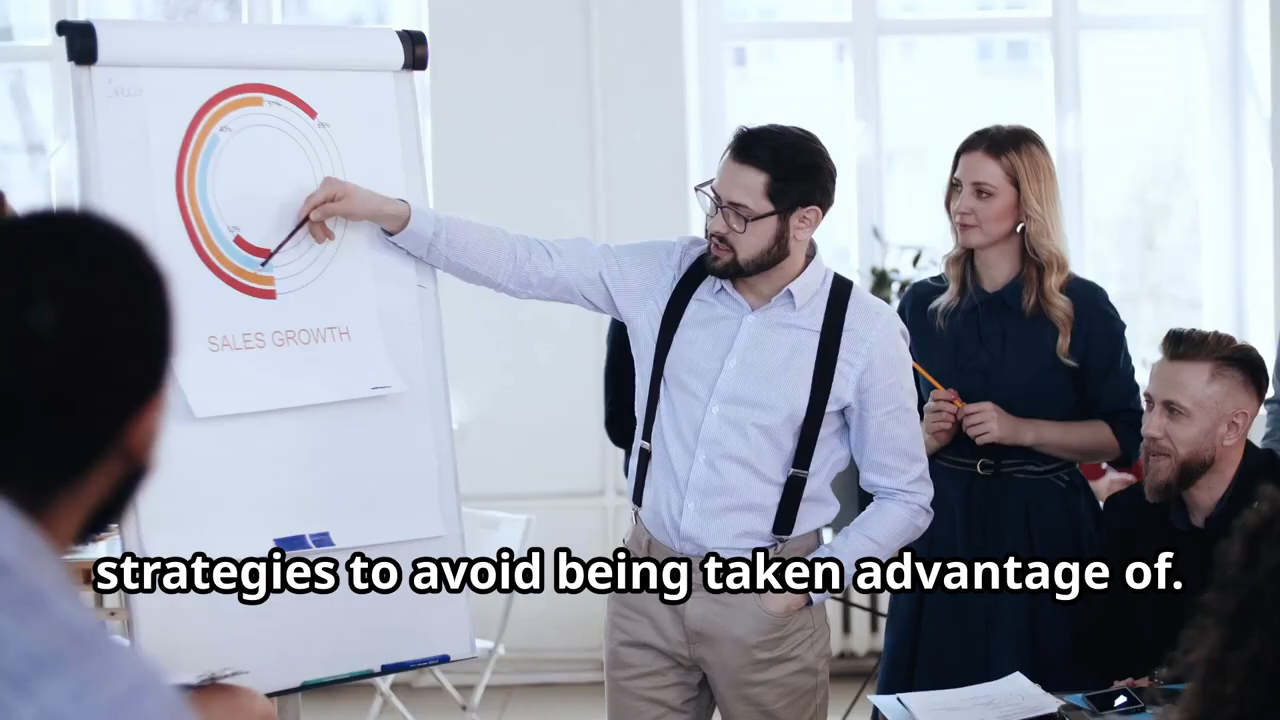 SALES GROWTH
strategies to avoid being taken advantage of.